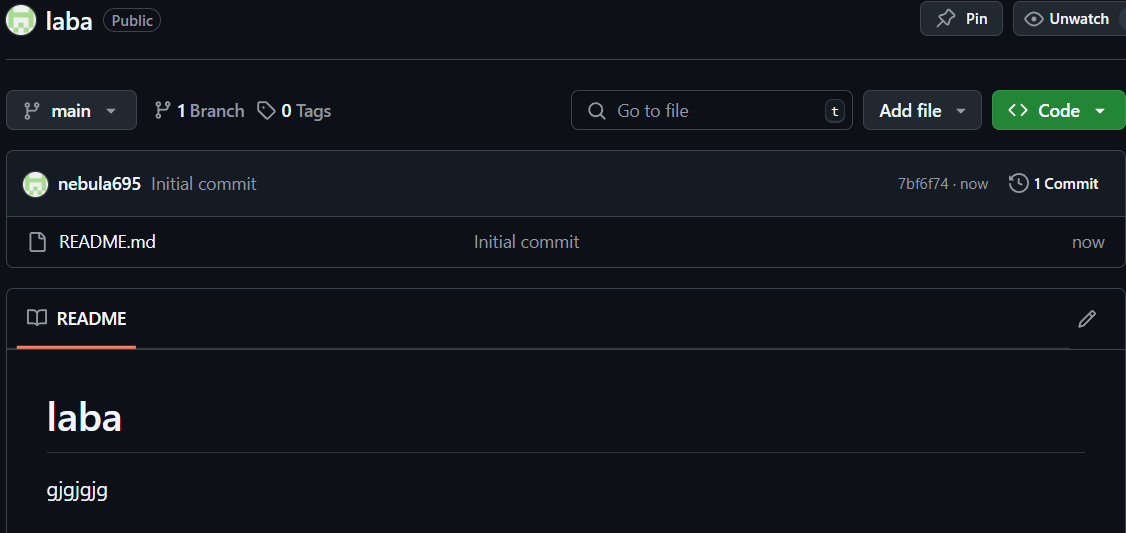 laba Public Pin Unwatch
main 1 Branch 0 Tags Go to file t Add file Code
nebula695 Initial commit 7bf6f74 · now 1 Commit
README.md Initial commit now
README
laba
gjgjgjg